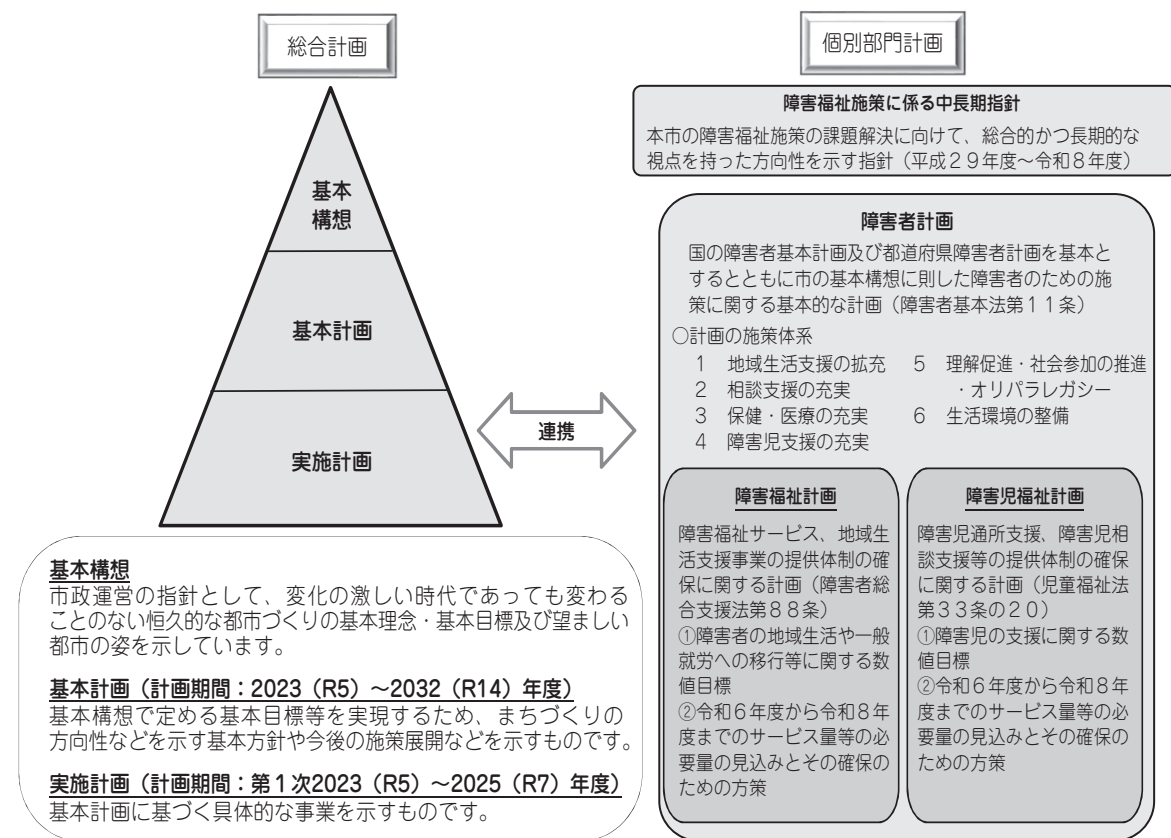 総合計画
基本
構想
基本計画
実施計画
基本構想
市政運営の指針として、変化の激しい時代であっても変わる
ことのない恒久的な都市づくりの基本理念・基本目標及び望ましい
都市の姿を示しています。
基本計画（計画期間：2023（R5）～2032（R14）年度）
基本構想で定める基本目標等を実現するため、まちづくりの
方向性などを示す基本方針や今後の施策展開などを示すものです。
実施計画（計画期間：第１次2023（R5）～2025（R7）年度）
基本計画に基づく具体的な事業を示すものです。
連携
個別部門計画
障害福祉施策に係る中長期指針
本市の障害福祉施策の課題解決に向けて、総合的かつ長期的な
視点を持った方向性を示す指針（平成２９年度～令和８年度）
障害者計画
国の障害者基本計画及び都道府県障害者計画を基本と
するとともに市の基本構想に則した障害者のための施
策に関する基本的な計画（障害者基本法第１１条）
○計画の施策体系
１　地域生活支援の拡充
２　相談支援の充実
３　保健・医療の充実
４　障害児支援の充実
５　理解促進・社会参加の推進
・オリパラレガシー
６　生活環境の整備
障害福祉計画
障害福祉サービス、地域生
活支援事業の提供体制の確
保に関する計画（障害者総
合支援法第８８条）
①障害者の地域生活や一般
就労への移行等に関する数
値目標
②令和６年度から令和８年
度までのサービス量等の必
要量の見込みとその確保の
ための方策
障害児福祉計画
障害児通所支援、障害児相
談支援等の提供体制の確保
に関する計画（児童福祉法
第３３条の２０）
①障害児の支援に関する数
値目標
②令和６年度から令和８年
度までのサービス量等の必
要量の見込みとその確保の
ための方策